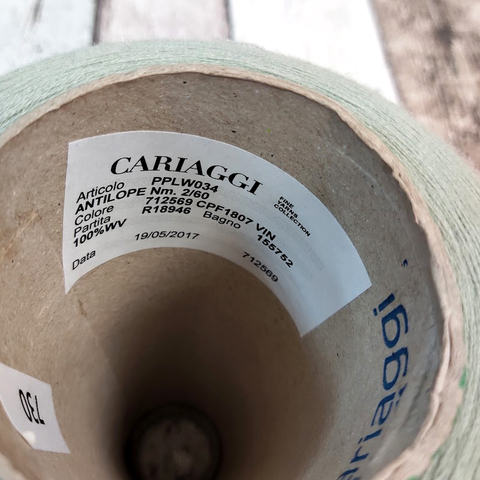 CARIAGGI
FINE
YARNS
COLLECTION
Articolo PPLW034
ANTILOPE Nm. 2/60
Colore 712569 CPF1807 VIN
Partita R18946 Bagno 155752
100%WV
Data 19/05/2017 712569
cariaggi
730